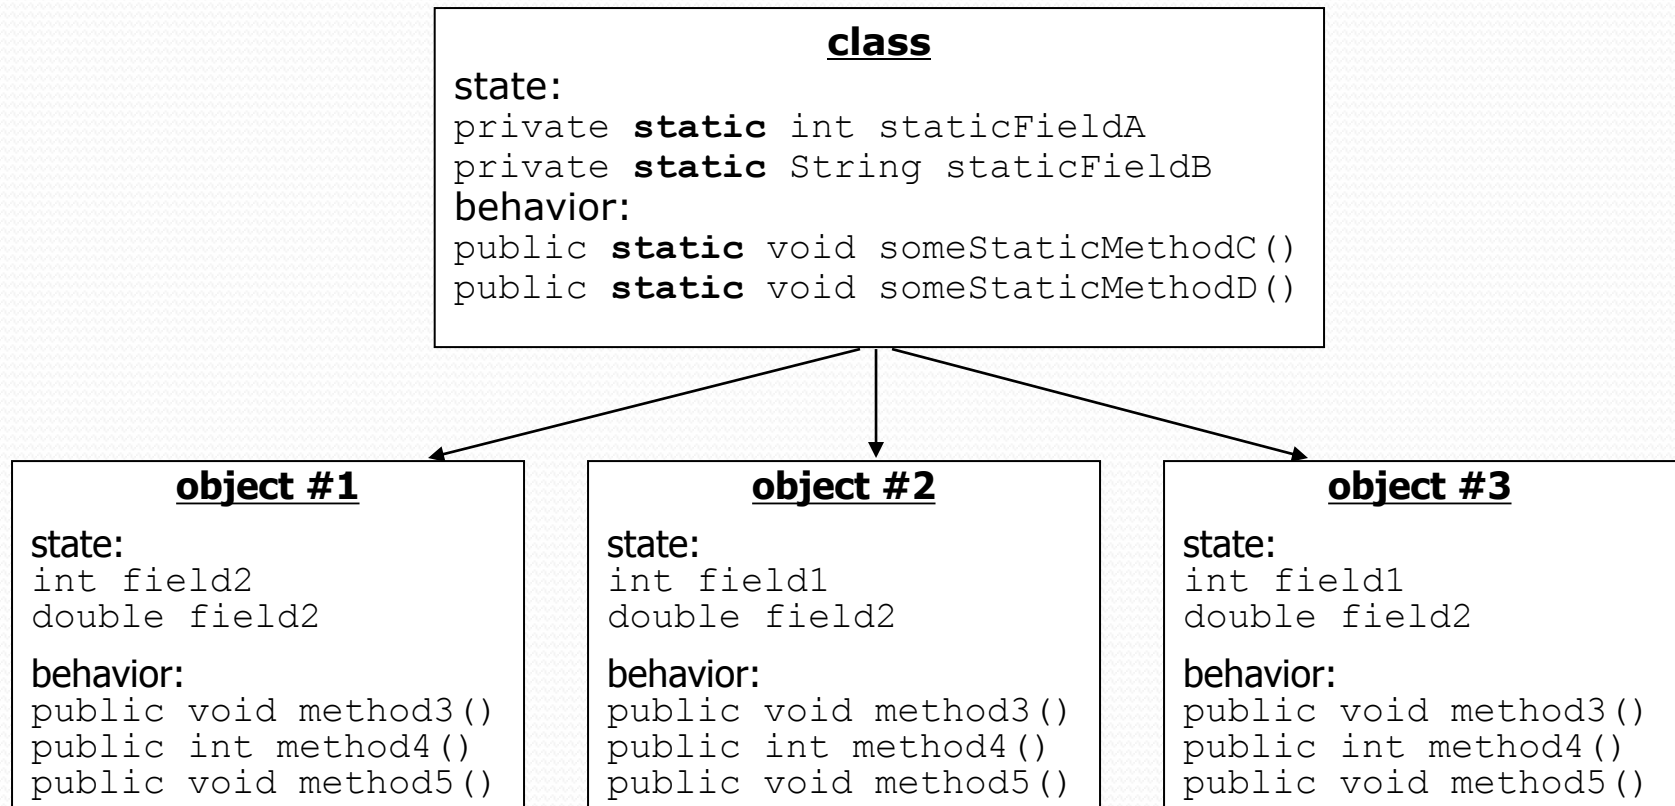 class
state:
private static int staticFieldA
private static String staticFieldB
behavior:
public static void someStaticMethodC()
public static void someStaticMethodD()
object #1
state:
int field2
double field2
behavior:
public void method3()
public int method4()
public void method5()
object #2
state:
int field1
double field2
behavior:
public void method3()
public int method4()
public void method5()
object #3
state:
int field1
double field2
behavior:
public void method3()
public int method4()
public void method5()